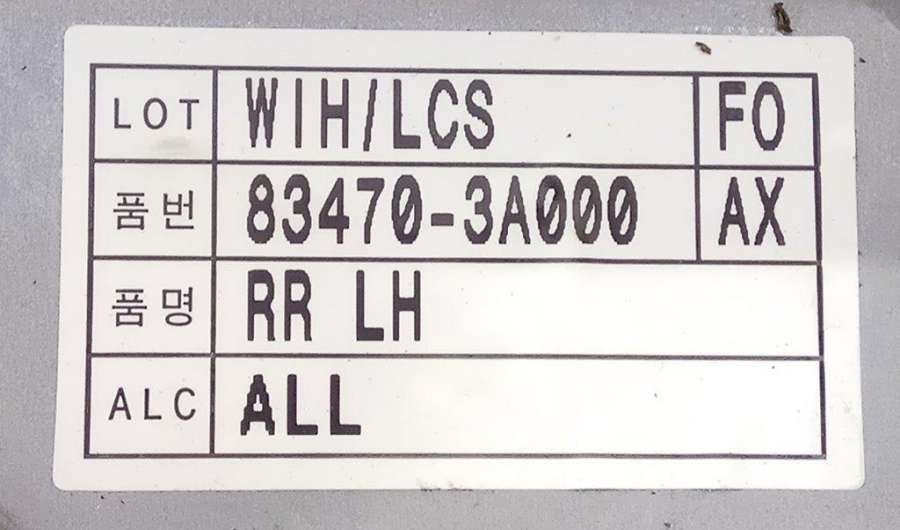 LOT WIH/LCS FO
품번 83470-3A000 AX
품명 RR LH
ALC ALL